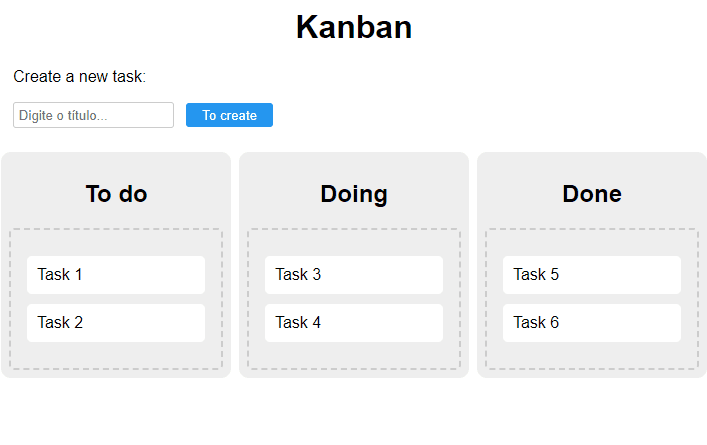 Kanban
Create a new task:
Digite o título...
To create
To do
Doing
Done
Task 1
Task 2
Task 3
Task 4
Task 5
Task 6